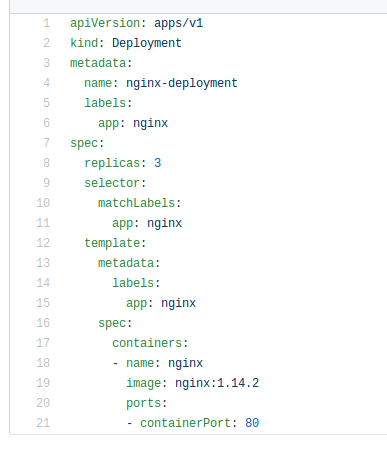 1 apiVersion: apps/v1
2 kind: Deployment
3 metadata:
4   name: nginx-deployment
5   labels:
6     app: nginx
7 spec:
8   replicas: 3
9   selector:
10     matchLabels:
11       app: nginx
12   template:
13     metadata:
14       labels:
15         app: nginx
16     spec:
17       containers:
18       - name: nginx
19         image: nginx:1.14.2
20         ports:
21         - containerPort: 80